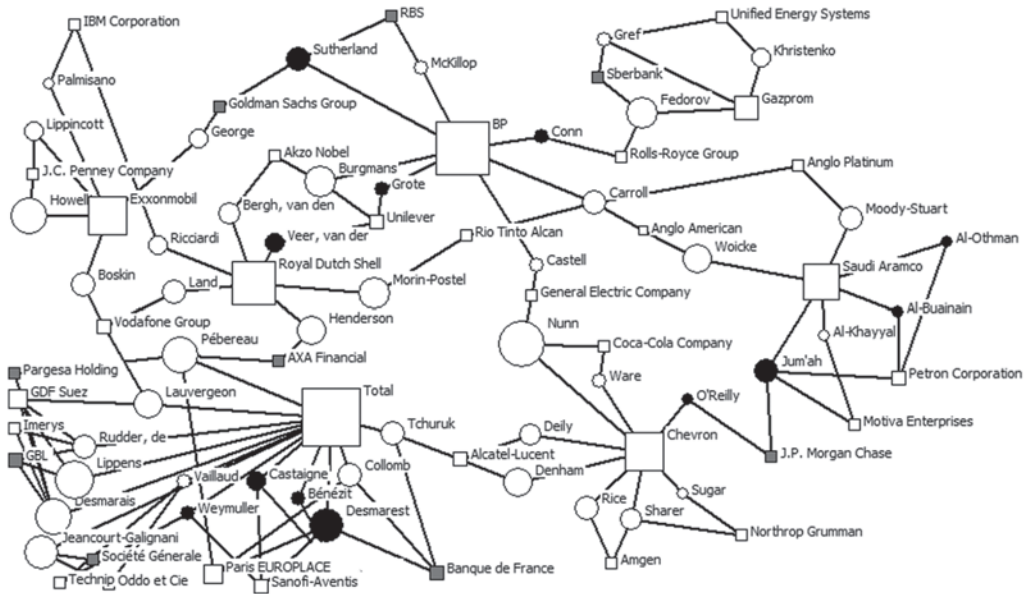 IBM Corporation
RBS
Unified Energy Systems
Gref
Sutherland
Khristenko
McKillop
Palmisano
Sberbank
Fedorov
Gazprom
Goldman Sachs Group
BP
Lippincott
George
Conn
Rolls-Royce Group
Akzo Nobel
Burgmans
Anglo Platinum
J.C. Penney Company
Grote
Carroll
Howell
Exxonmobil
Bergh, van den
Unilever
Moody-Stuart
Veer, van der
Rio Tinto Alcan
Anglo American
Al-Othman
Ricciardi
Woicke
Royal Dutch Shell
Castell
Saudi Aramco
Boskin
Land
Morin-Postel
General Electric Company
Al-Buainain
Vodafone Group
Henderson
Nunn
Al-Khayyal
Pébereau
Coca-Cola Company
AXA Financial
Jum'ah
Pargesa Holding
Ware
Petron Corporation
GDF Suez
Lauvergeon
Total
O'Reilly
Imerys
Tchuruk
Deily
Chevron
Motiva Enterprises
Rudder, de
Alcatel-Lucent
GBL
Lippens
Vaillaud
Castaigne
Collomb
Denham
J.P. Morgan Chase
Desmarais
Bénézit
Sugar
Weymuller
Desmarest
Rice
Sharer
Jeancourt-Galignani
Northrop Grumman
Société Génerale
Amgen
Paris EUROPLACE
Banque de France
Technip
Oddo et Cie
Sanofi-Aventis